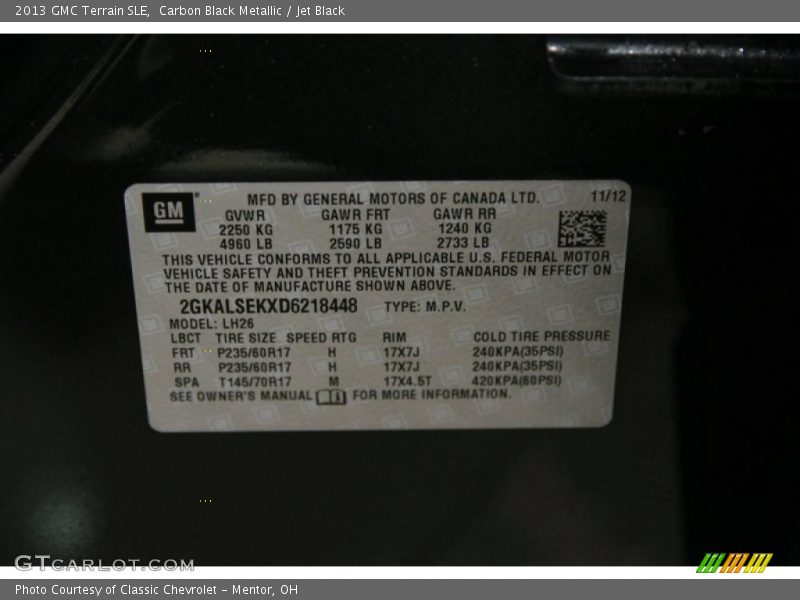 2013 GMC Terrain SLE,  Carbon Black Metallic / Jet Black
GM
MFD BY GENERAL MOTORS OF CANADA LTD. 11/12
GVWR GAWR FRT GAWR RR
2250 KG 1175 KG 1240 KG
4960 LB 2590 LB 2733 LB
THIS VEHICLE CONFORMS TO ALL APPLICABLE U.S. FEDERAL MOTOR
VEHICLE SAFETY AND THEFT PREVENTION STANDARDS IN EFFECT ON
THE DATE OF MANUFACTURE SHOWN ABOVE.
2GKALSEKXD6218448 TYPE: M.P.V.
MODEL: LH26
LBCT TIRE SIZE SPEED RTG RIM COLD TIRE PRESSURE
FRT P235/60R17 H 17X7J 240KPA(35PSI)
RR P235/60R17 H 17X7J 240KPA(35PSI)
SPA T145/70R17 M 17X4.5T 420KPA(60PSI)
SEE OWNER'S MANUAL FOR MORE INFORMATION.
GTCARLOT.COM
Photo Courtesy of Classic Chevrolet - Mentor, OH